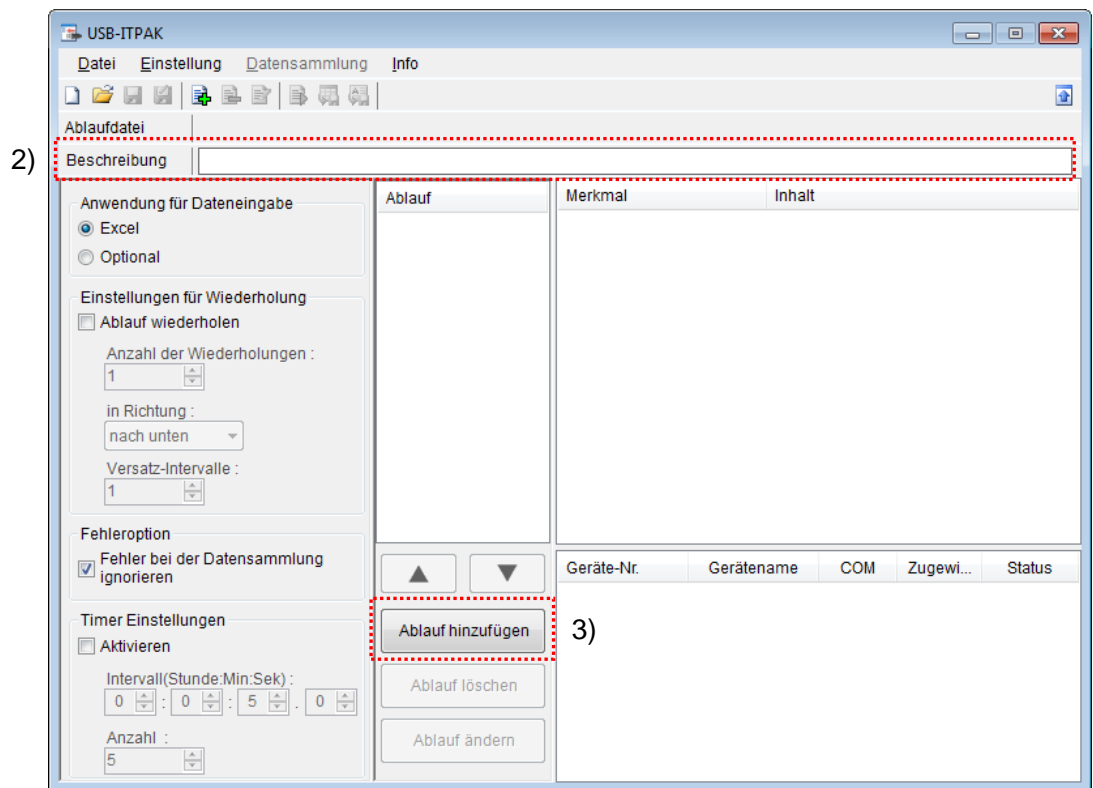 USB-ITPAK
Datei Einstellung Datensammlung Info
Ablaufdatei
2)
Beschreibung
Anwendung für Dateneingabe
Excel
Optional
Einstellungen für Wiederholung
Ablauf wiederholen
Anzahl der Wiederholungen :
1
in Richtung :
nach unten
Versatz-Intervalle :
1
Fehleroption
Fehler bei der Datensammlung
ignorieren
Timer Einstellungen
Aktivieren
Intervall(Stunde:Min:Sek) :
0 : 0 : 5 . 0
Anzahl :
5
Ablauf
Ablauf hinzufügen
3)
Ablauf löschen
Ablauf ändern
Merkmal Inhalt
Geräte-Nr. Gerätename COM Zugewi... Status